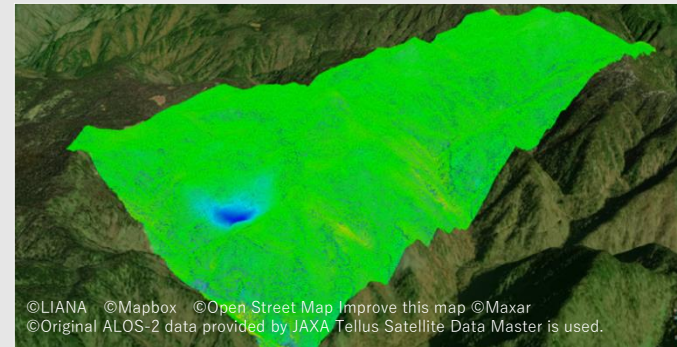 ©LIANA ©Mapbox ©Open Street Map Improve this map ©Maxar
©Original ALOS-2 data provided by JAXA Tellus Satellite Data Master is used.